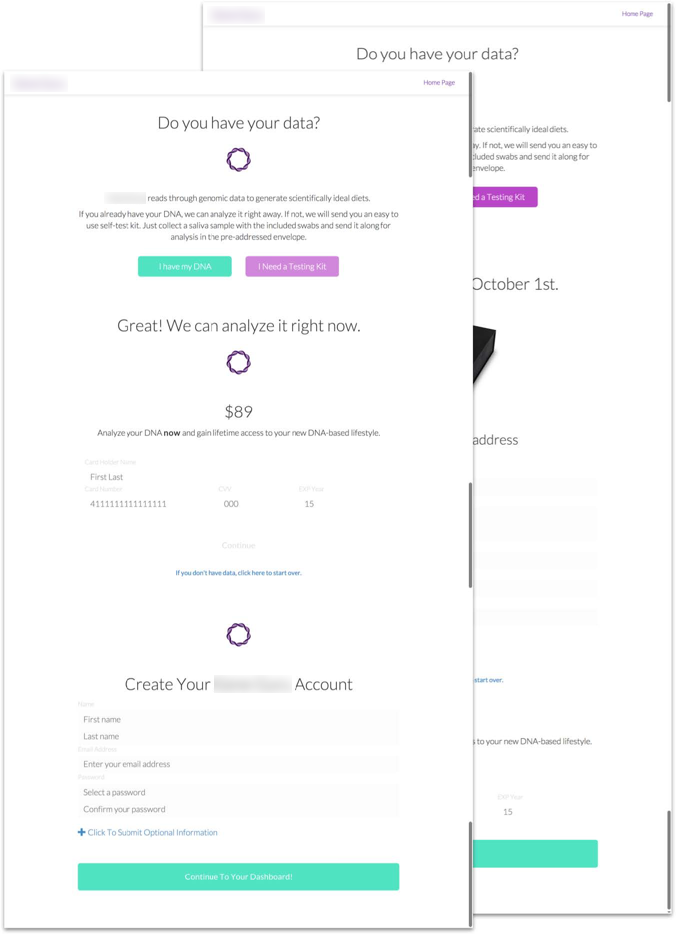 Home Page
Do you have your data?
reads through genomic data to generate scientifically ideal diets.
If you already have your DNA, we can analyze it right away. If not, we will send you an easy to
use self-test kit. Just collect a saliva sample with the included swabs and send it along for
analysis in the pre-addressed envelope.
I have my DNA
I Need a Testing Kit
Great! We can analyze it right now.
$89
Analyze your DNA now and gain lifetime access to your new DNA-based lifestyle.
Card Holder Name
First Last
Card Number CVV EXP Year
4111111111111111 000 15
Continue
If you don't have data, click here to start over.
Create Your Account
Name
First name
Last name
Email Address
Enter your email address
Password
Select a password
Confirm your password
Click To Submit Optional Information
Continue To Your Dashboard!
Home Page
Do you have your data?
ate scientifically ideal diets.
ay. If not, we will send you an easy to
cluded swabs and send it along for
envelope.
ed a Testing Kit
October 1st.
address
start over.
s to your new DNA-based lifestyle.
EXP Year
15